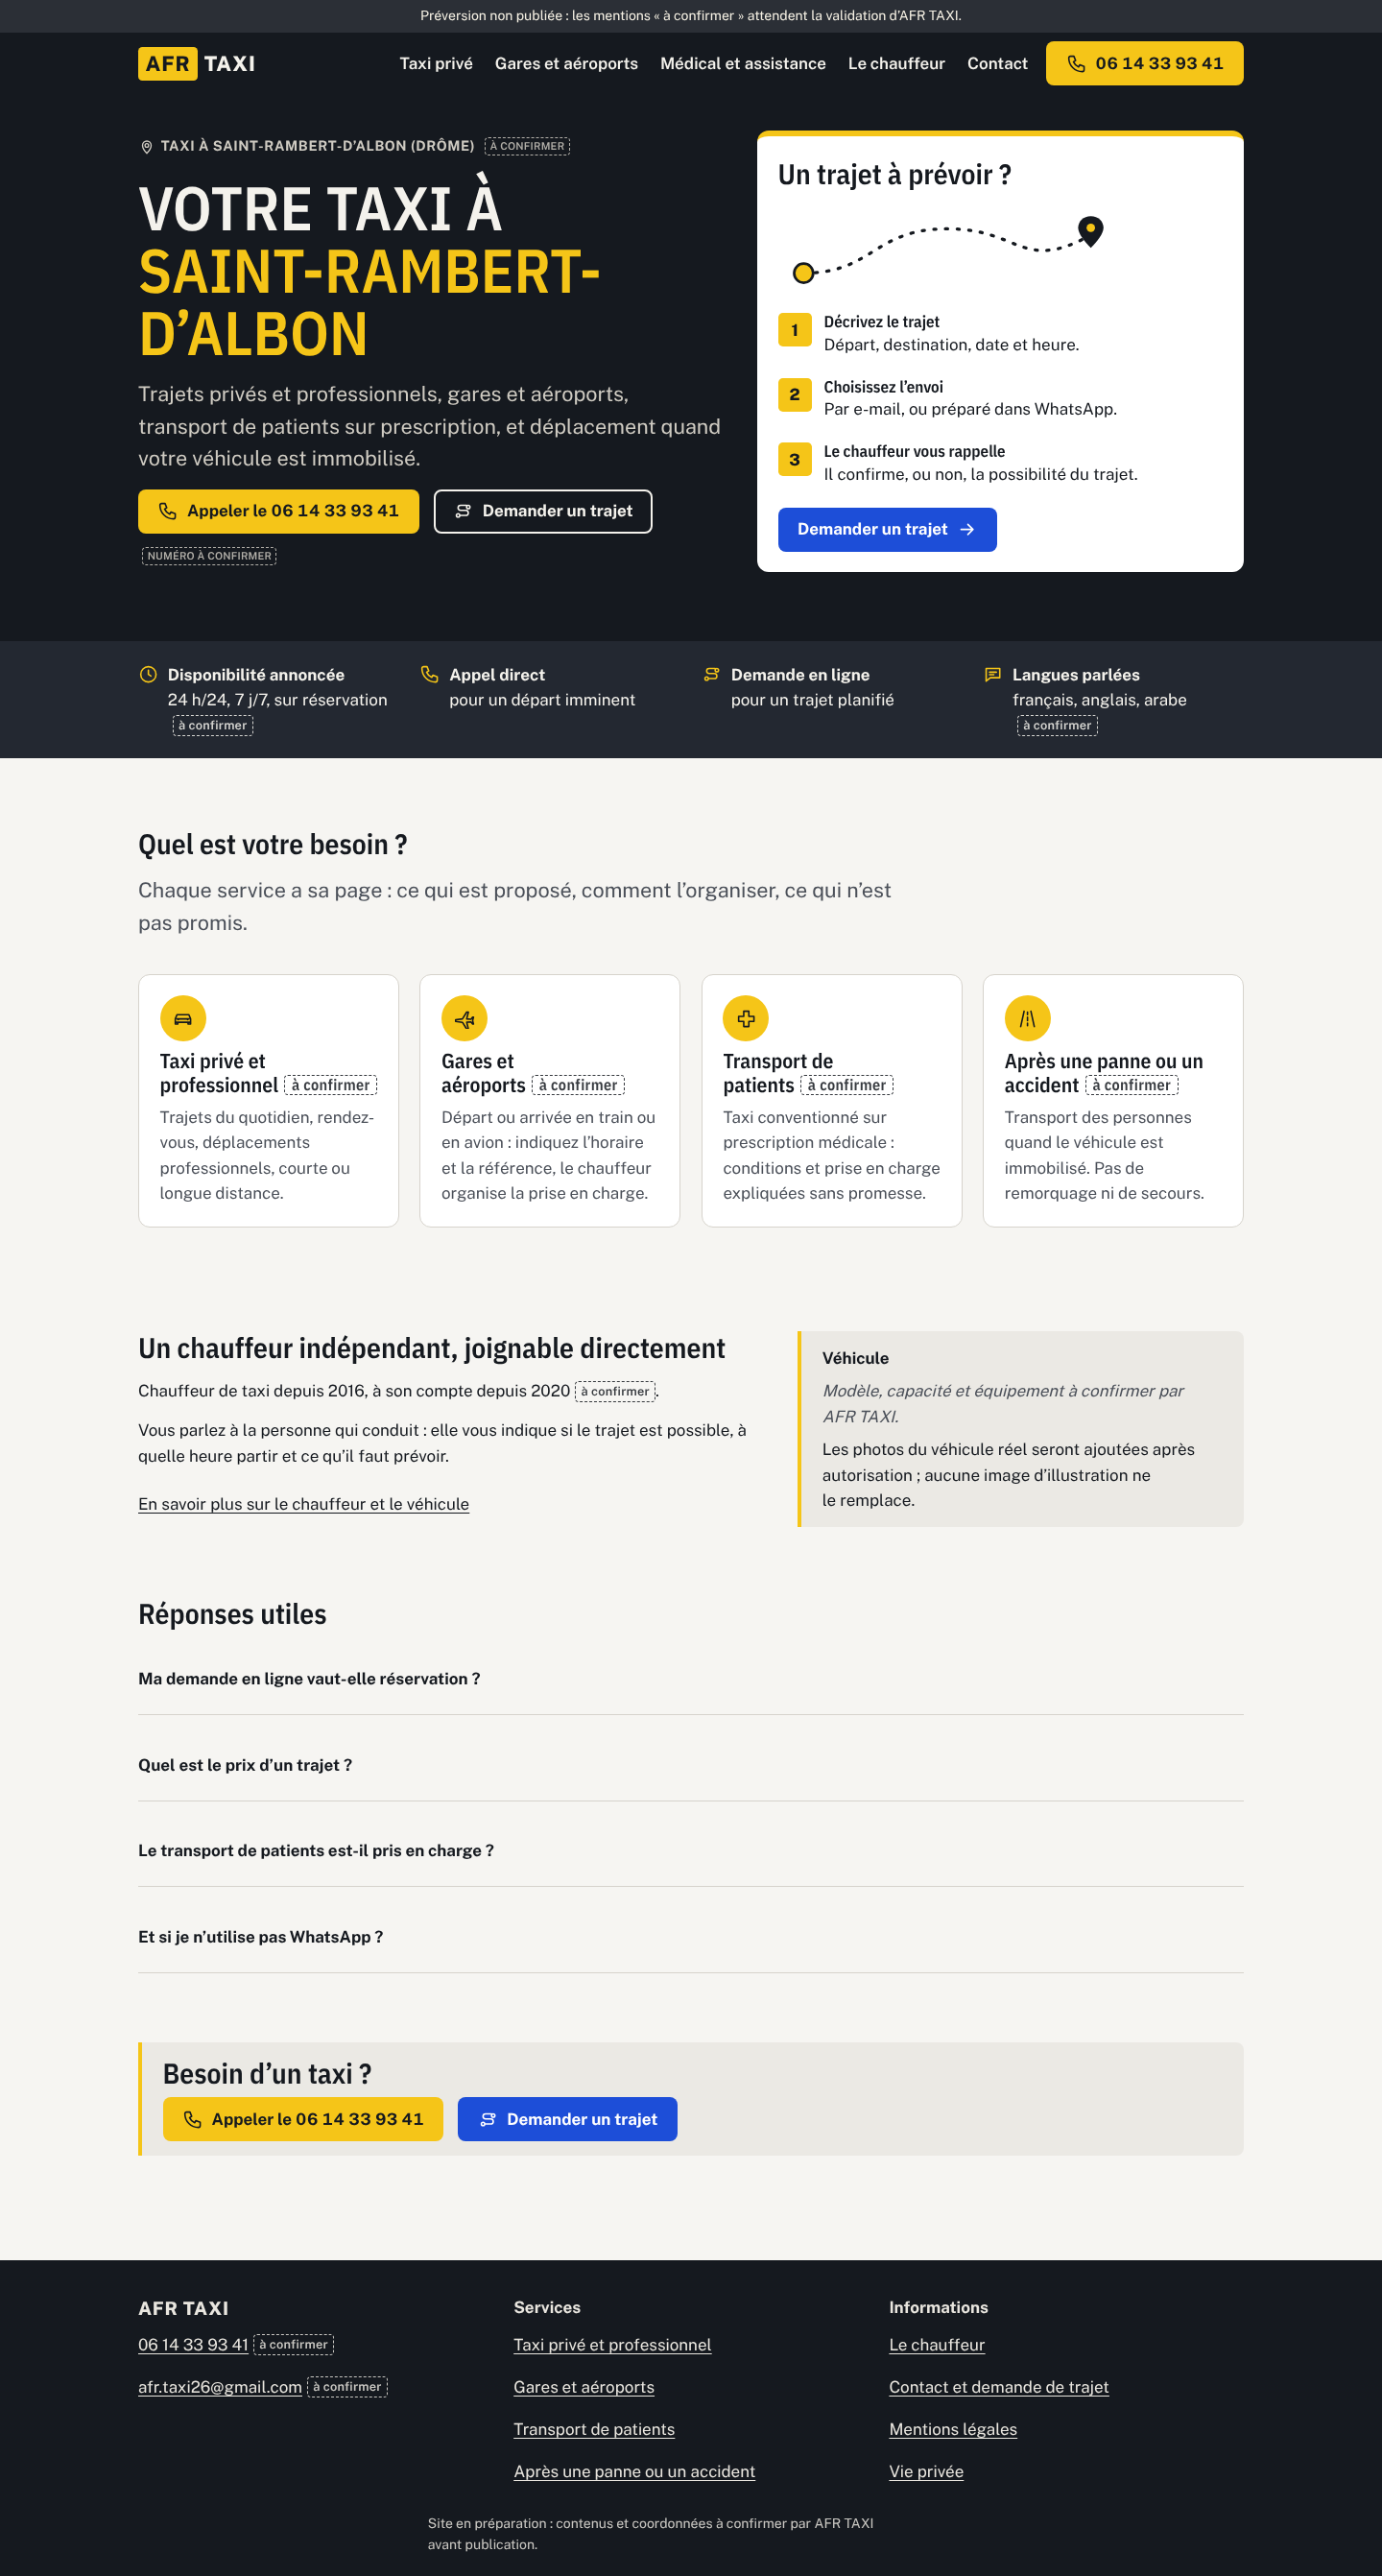 Préversion non publiée : les mentions « à confirmer » attendent la validation d’AFR TAXI.
AFR TAXI
Taxi privé
Gares et aéroports
Médical et assistance
Le chauffeur
Contact
06 14 33 93 41
TAXI À SAINT-RAMBERT-D’ALBON (DRÔME) À CONFIRMER
VOTRE TAXI À
SAINT-RAMBERT-
D’ALBON
Trajets privés et professionnels, gares et aéroports,
transport de patients sur prescription, et déplacement quand
votre véhicule est immobilisé.
Appeler le 06 14 33 93 41
Demander un trajet
NUMÉRO À CONFIRMER
Un trajet à prévoir ?
1
Décrivez le trajet
Départ, destination, date et heure.
2
Choisissez l’envoi
Par e-mail, ou préparé dans WhatsApp.
3
Le chauffeur vous rappelle
Il confirme, ou non, la possibilité du trajet.
Demander un trajet
Disponibilité annoncée
24 h/24, 7 j/7, sur réservation
à confirmer
Appel direct
pour un départ imminent
Demande en ligne
pour un trajet planifié
Langues parlées
français, anglais, arabe
à confirmer
Quel est votre besoin ?
Chaque service a sa page : ce qui est proposé, comment l’organiser, ce qui n’est
pas promis.
Taxi privé et
professionnel à confirmer
Trajets du quotidien, rendez-
vous, déplacements
professionnels, courte ou
longue distance.
Gares et
aéroports à confirmer
Départ ou arrivée en train ou
en avion : indiquez l’horaire
et la référence, le chauffeur
organise la prise en charge.
Transport de
patients à confirmer
Taxi conventionné sur
prescription médicale :
conditions et prise en charge
expliquées sans promesse.
Après une panne ou un
accident à confirmer
Transport des personnes
quand le véhicule est
immobilisé. Pas de
remorquage ni de secours.
Un chauffeur indépendant, joignable directement
Chauffeur de taxi depuis 2016, à son compte depuis 2020 à confirmer.
Vous parlez à la personne qui conduit : elle vous indique si le trajet est possible, à
quelle heure partir et ce qu’il faut prévoir.
En savoir plus sur le chauffeur et le véhicule
Véhicule
Modèle, capacité et équipement à confirmer par
AFR TAXI.
Les photos du véhicule réel seront ajoutées après
autorisation ; aucune image d’illustration ne
le remplace.
Réponses utiles
Ma demande en ligne vaut-elle réservation ?
Quel est le prix d’un trajet ?
Le transport de patients est-il pris en charge ?
Et si je n’utilise pas WhatsApp ?
Besoin d’un taxi ?
Appeler le 06 14 33 93 41
Demander un trajet
AFR TAXI
06 14 33 93 41 à confirmer
afr.taxi26@gmail.com à confirmer
Services
Taxi privé et professionnel
Gares et aéroports
Transport de patients
Après une panne ou un accident
Informations
Le chauffeur
Contact et demande de trajet
Mentions légales
Vie privée
Site en préparation : contenus et coordonnées à confirmer par AFR TAXI
avant publication.